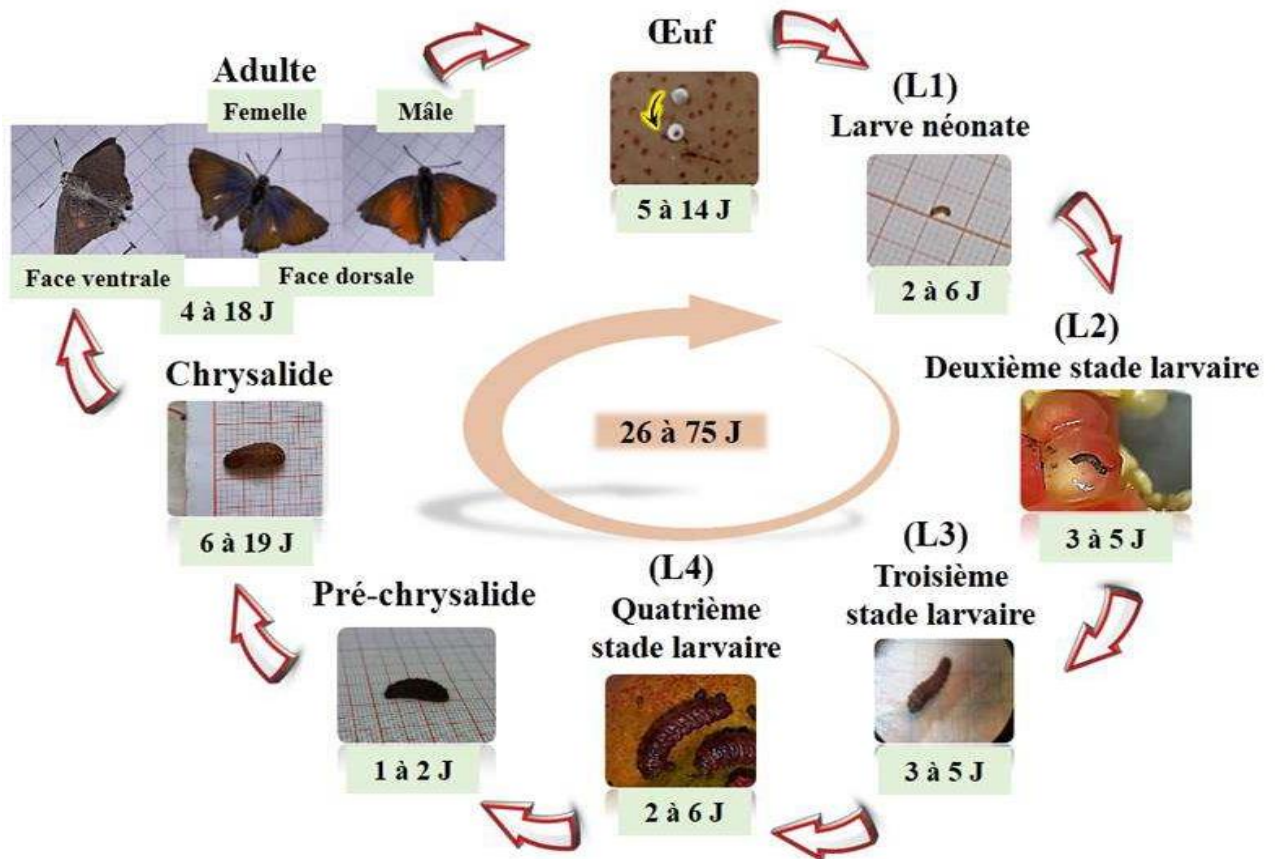 Œuf
5 à 14 J
(L1)
Larve néonate
2 à 6 J
(L2)
Deuxième stade larvaire
3 à 5 J
(L3)
Troisième
stade larvaire
3 à 5 J
(L4)
Quatrième
stade larvaire
2 à 6 J
Pré-chrysalide
1 à 2 J
Chrysalide
6 à 19 J
Adulte
Femelle
Mâle
Face ventrale
Face dorsale
4 à 18 J
26 à 75 J